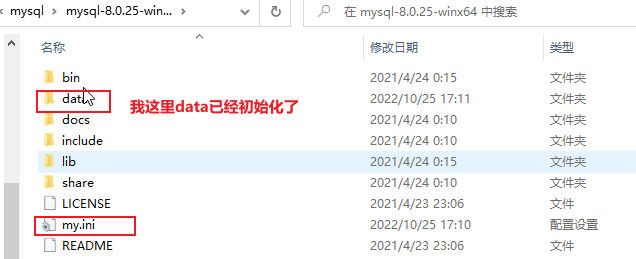 mysql › mysql-8.0.25-win...
在 mysql-8.0.25-winx64 中搜索
名称 修改日期 类型
bin 2021/4/24 0:15 文件夹
data 2022/10/25 17:11 文件夹
我这里data已经初始化了
docs 2021/4/24 0:10 文件夹
include 2021/4/24 0:10 文件夹
lib 2021/4/24 0:15 文件夹
share 2021/4/24 0:10 文件夹
LICENSE 2021/4/23 23:06 文件
my.ini 2022/10/25 17:10 配置设置
README 2021/4/23 23:06 文件